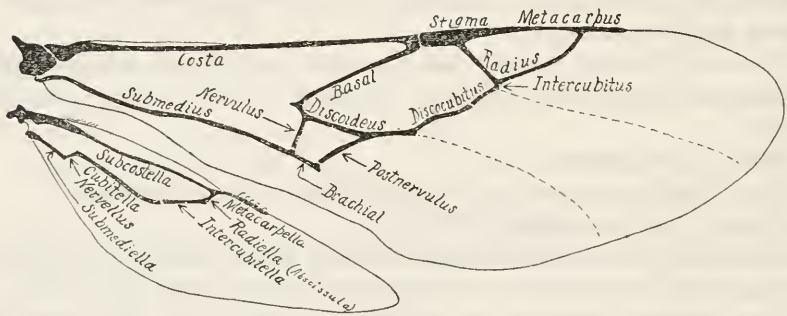 Stigma
Metacarpus
Costa
Radius
Basal
Intercubitus
Submedius
Nervulus
Discoideus
Discocubitus
Postnervulus
Brachial
Subcostella
Cubitella
Nervellus
Submediella
Metacarpella
Radiella (Abscissula)
Intercubitella